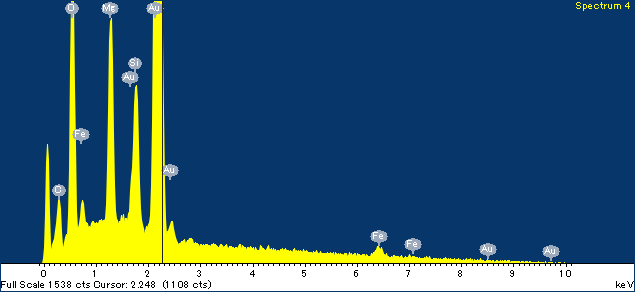 Spectrum 4
O Mg Au
Si
Au
Fe
Au
O
Fe
Fe
Au
Au
0 1 2 3 4 5 6 7 8 9 10
Full Scale 1538 cts Cursor: 2.248 (1108 cts) keV